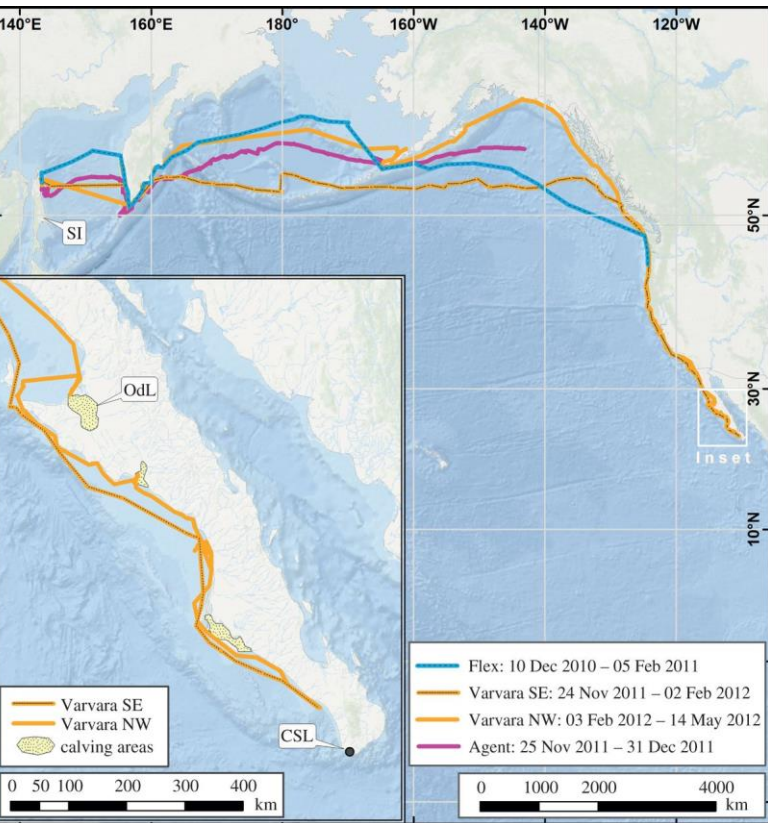 140°E 160°E 180° 160°W 140°W 120°W
50°N
SI
30°N
Inset
10°N
OdL
CSL
Varvara SE
Varvara NW
calving areas
0 50 100 200 300 400
km
Flex: 10 Dec 2010 – 05 Feb 2011
Varvara SE: 24 Nov 2011 – 02 Feb 2012
Varvara NW: 03 Feb 2012 – 14 May 2012
Agent: 25 Nov 2011 – 31 Dec 2011
0 1000 2000 4000
km